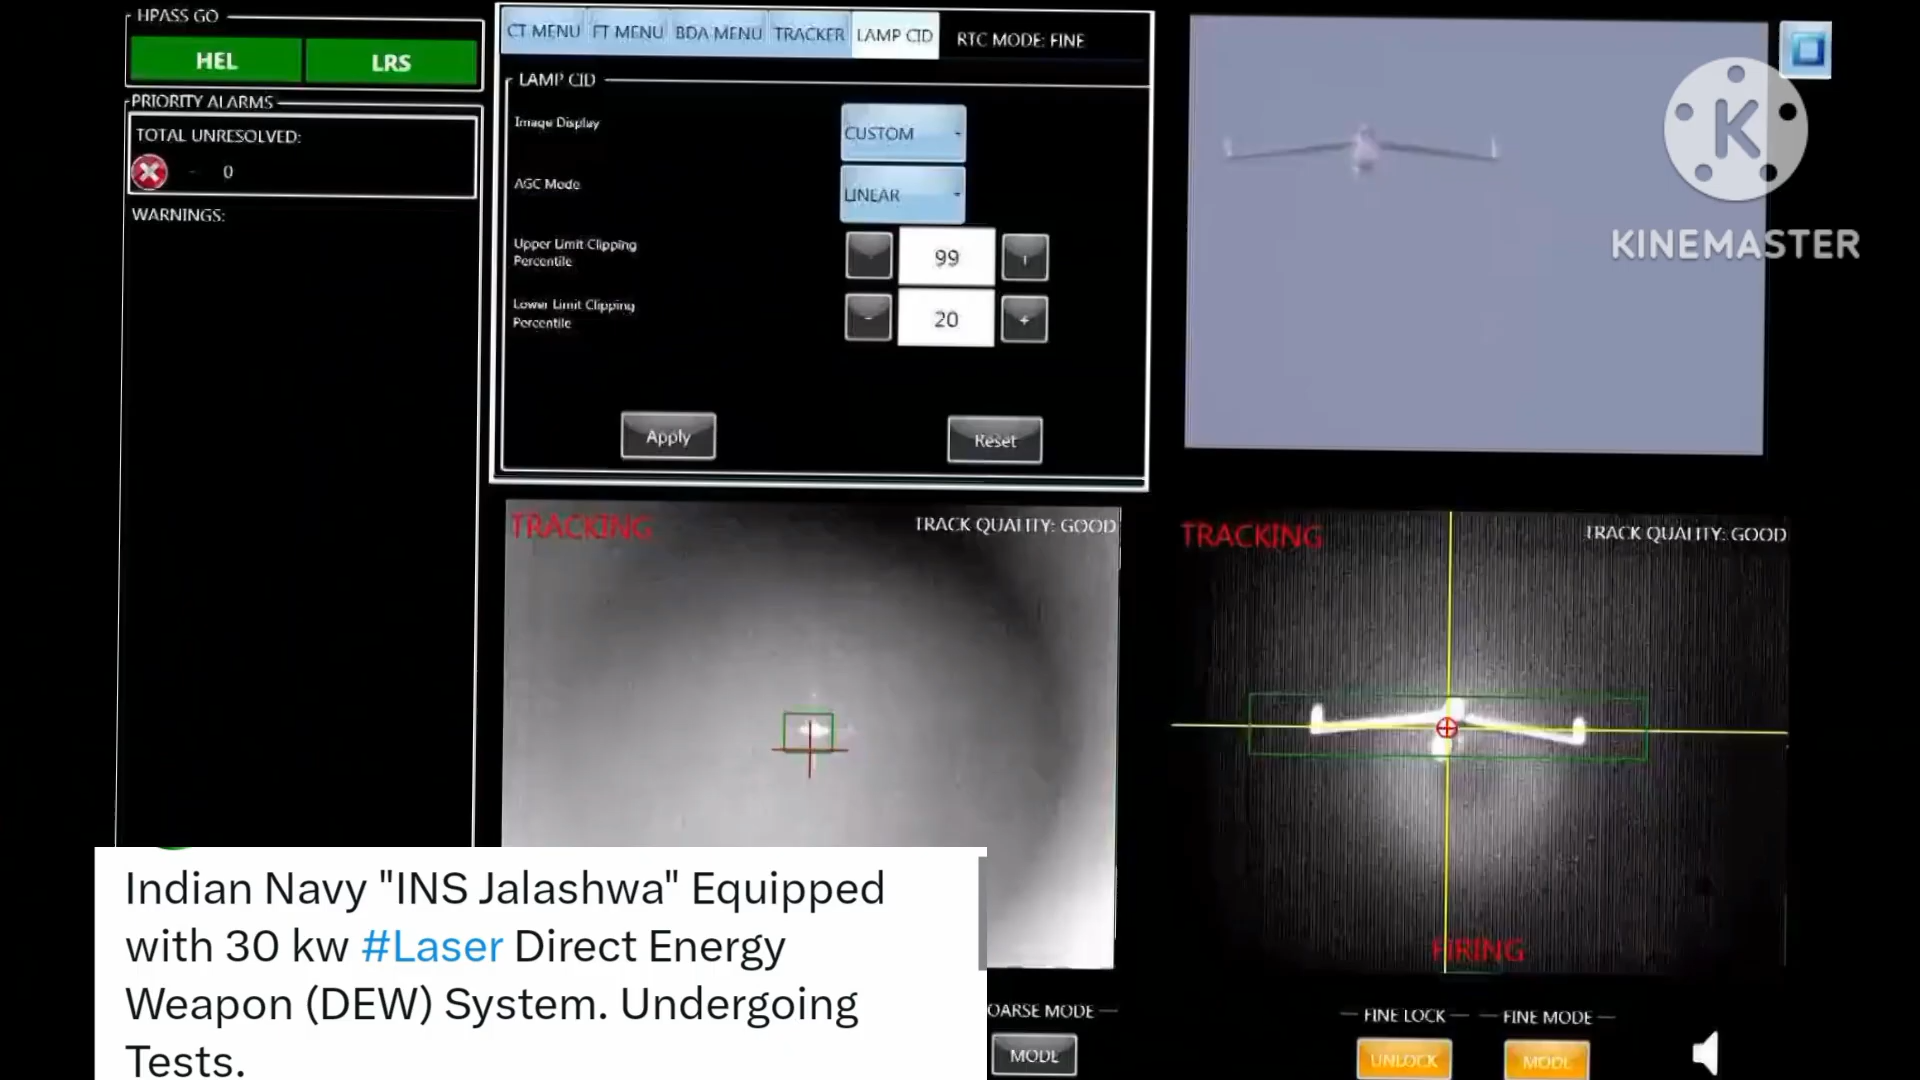 HPASS GO
HEL
LRS
PRIORITY ALARMS
TOTAL UNRESOLVED:
- 0
WARNINGS:
CT MENU
FT MENU
BDA MENU
TRACKER
LAMP CID
RTC MODE: FINE
LAMP CID
Image Display
CUSTOM
AGC Mode
LINEAR
Upper Limit Clipping
Percentile
99
Lower Limit Clipping
Percentile
- 20 +
Apply
Reset
K
KINEMASTER
TRACKING
TRACK QUALITY: GOOD
TRACKING
TRACK QUALITY: GOOD
FIRING
OARSE MODE
MODE
FINE LOCK
UNLOCK
FINE MODE
MODE
Indian Navy "INS Jalashwa" Equipped
with 30 kw #Laser Direct Energy
Weapon (DEW) System. Undergoing
Tests.